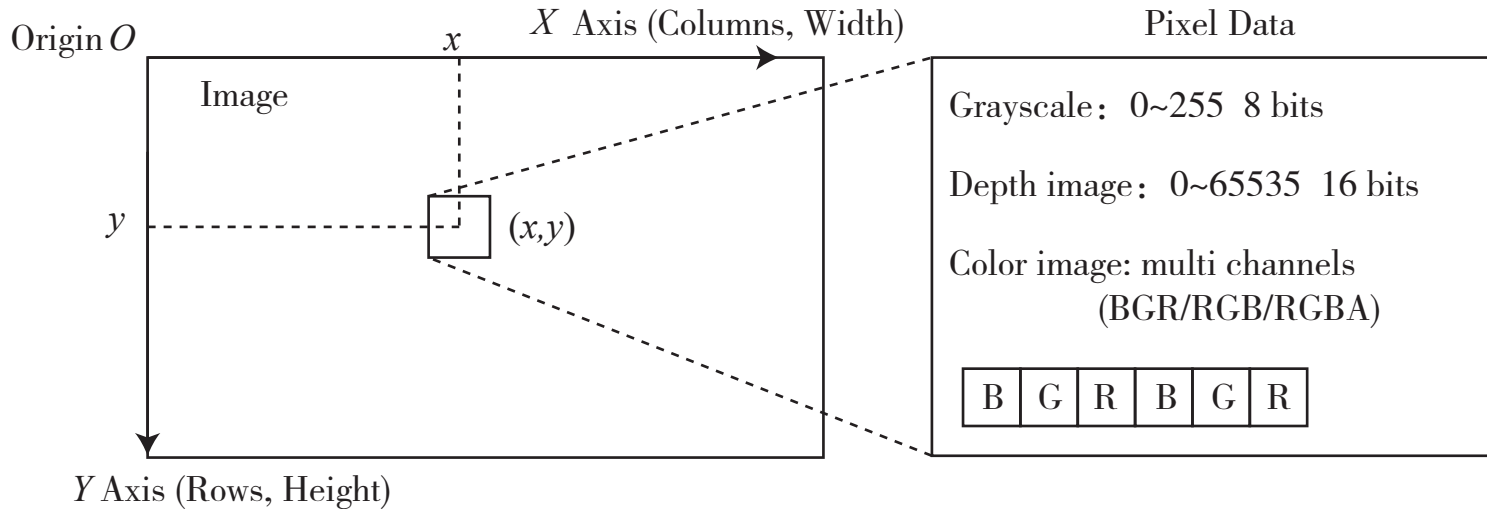 Origin O
X Axis (Columns, Width)
x
Image
y
(x,y)
Y Axis (Rows, Height)
Pixel Data
Grayscale：0~255 8 bits
Depth image：0~65535 16 bits
Color image: multi channels
(BGR/RGB/RGBA)
B G R B G R